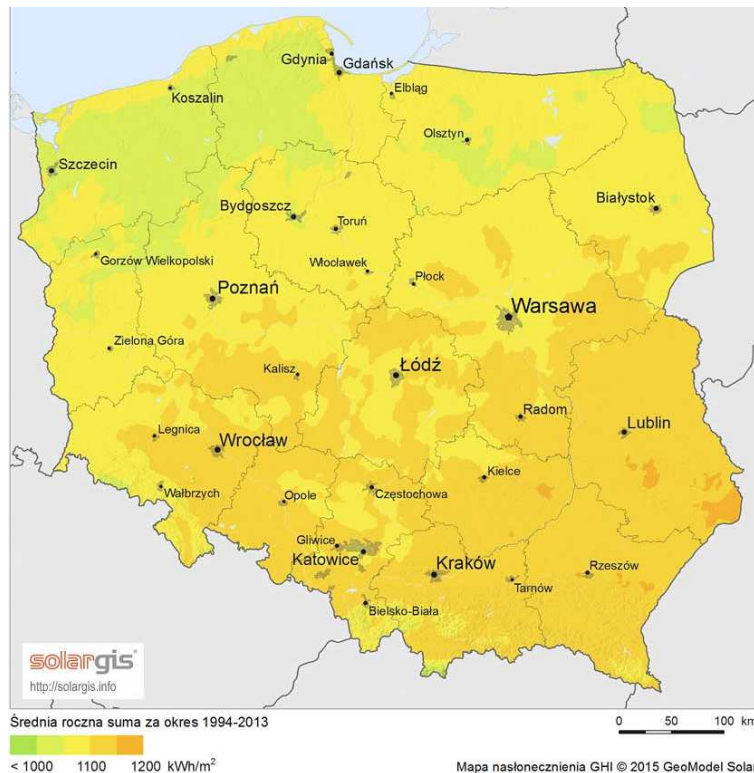 Gdynia
Gdańsk
Koszalin
Elbląg
Olsztyn
Szczecin
Białystok
Bydgoszcz
Toruń
Gorzów Wielkopolski
Włocławek
Płock
Poznań
Warsawa
Zielona Góra
Kalisz
Łódź
Radom
Lublin
Legnica
Wrocław
Kielce
Wałbrzych
Opole
Częstochowa
Gliwice
Katowice
Kraków
Rzeszów
Tarnów
Bielsko-Biała
solargis
http://solargis.info
Średnia roczna suma za okres 1994-2013
0 50 100 km
< 1000 1100 1200 kWh/m²
Mapa nasłonecznienia GHI © 2015 GeoModel Solar